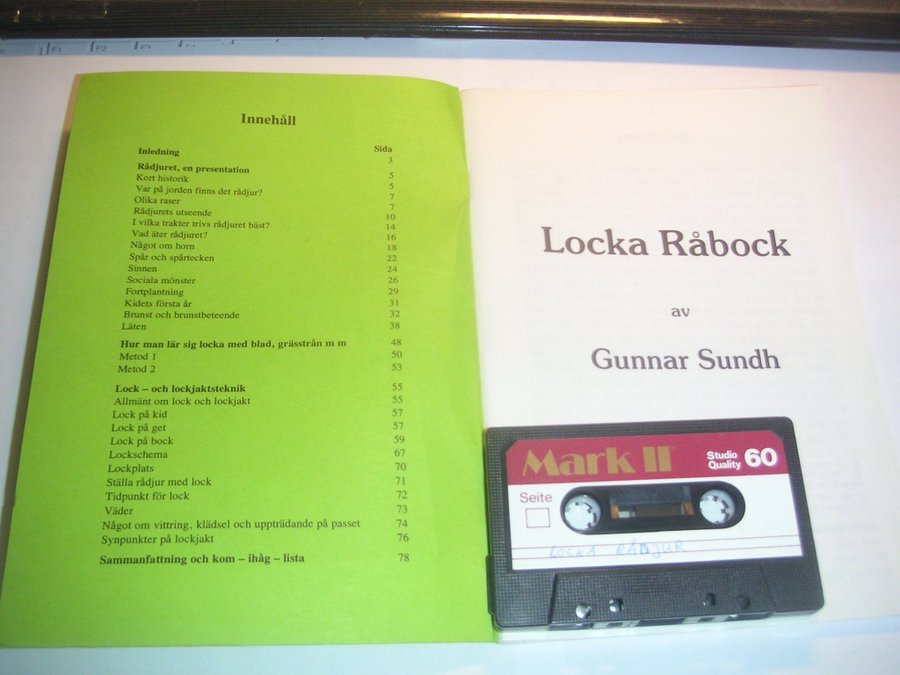 Innehåll
Sida
Inledning 3
Rådjuret, en presentation 5
Kort historik 5
Var på jorden finns det rådjur? 7
Olika raser 7
Rådjurets utseende 10
I vilka trakter trivs rådjuret bäst? 14
Vad äter rådjuret? 16
Något om horn 18
Spår och spårtecken 22
Sinnen 24
Sociala mönster 26
Fortplantning 29
Kidets första år 31
Brunst och brunstbeteende 32
Läten 38
Hur man lär sig locka med blad, grässtrån m m 48
Metod 1 50
Metod 2 53
Lock – och lockjaktsteknik 55
Allmänt om lock och lockjakt 55
Lock på kid 57
Lock på get 57
Lock på bock 59
Lockschema 67
Lockplats 70
Ställa rådjur med lock 71
Tidpunkt för lock 72
Väder 73
Något om vittring, klädsel och uppträdande på passet 74
Synpunkter på lockjakt 76
Sammanfattning och kom – ihåg – lista 78
Locka Råbock
av
Gunnar Sundh
Mark II
Studio Quality 60
Seite
LOCKA RÅDJUR
F1 F2 F3